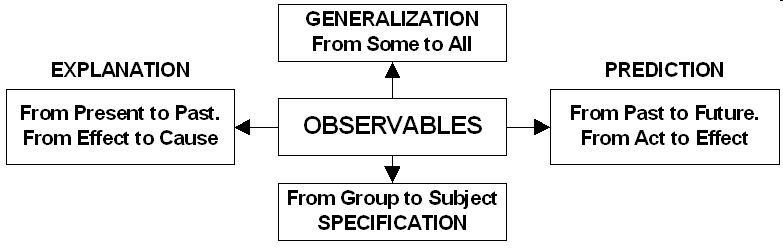 GENERALIZATION
From Some to All
EXPLANATION
From Present to Past.
From Effect to Cause
OBSERVABLES
PREDICTION
From Past to Future.
From Act to Effect
From Group to Subject
SPECIFICATION